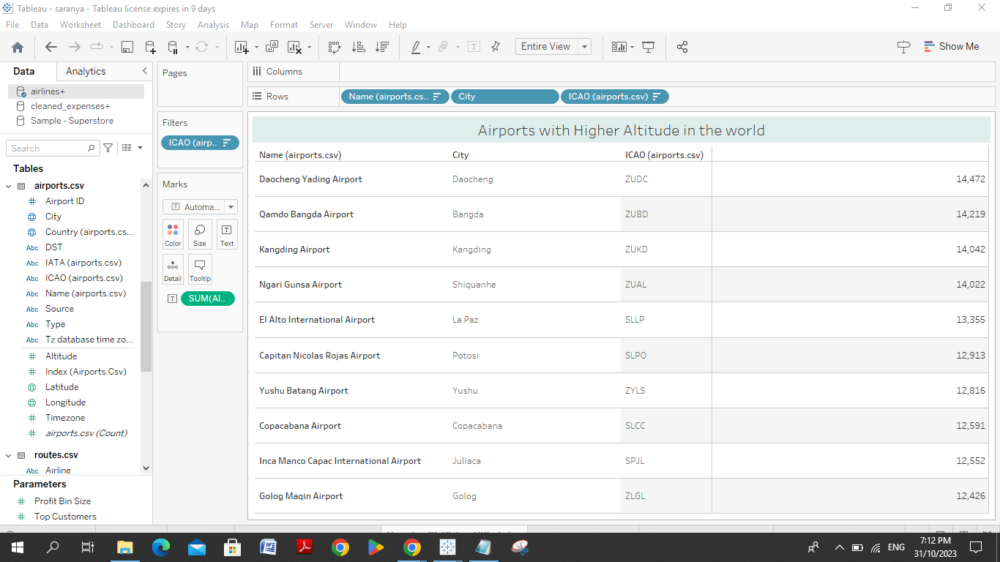 Tableau - saranya - Tableau license expires in 9 days
File Data Worksheet Dashboard Story Analysis Map Format Server Window Help
Entire View
Show Me
Data Analytics
airlines+
cleaned_expenses+
Sample - Superstore
Search
Tables
airports.csv
Airport ID
City
Country (airports.cs...
Abc DST
Abc IATA (airports.csv)
Abc ICAO (airports.csv)
Abc Name (airports.csv)
Abc Source
Abc Type
Abc Tz database time zo...
Altitude
Index (Airports.Csv)
Latitude
Longitude
Timezone
airports.csv (Count)
routes.csv
Abc Airline
Parameters
Profit Bin Size
Top Customers
Pages
Filters
ICAO (airp..
Marks
Automa...
Color Size Text
Detail Tooltip
SUM(Al..
Columns
Rows Name (airports.cs.. City ICAO (airports.csv)
Airports with Higher Altitude in the world
Name (airports.csv) City ICAO (airports.csv)
Daocheng Yading Airport Daocheng ZUDC 14,472
Qamdo Bangda Airport Bangda ZUBD 14,219
Kangding Airport Kangding ZUKD 14,042
Ngari Gunsa Airport Shiquanhe ZUAL 14,022
El Alto International Airport La Paz SLLP 13,355
Capitan Nicolas Rojas Airport Potosi SLPO 12,913
Yushu Batang Airport Yushu ZYLS 12,816
Copacabana Airport Copacabana SLCC 12,591
Inca Manco Capac International Airport Juliaca SPJL 12,552
Golog Maqin Airport Golog ZLGL 12,426
ENG
7:12 PM
31/10/2023